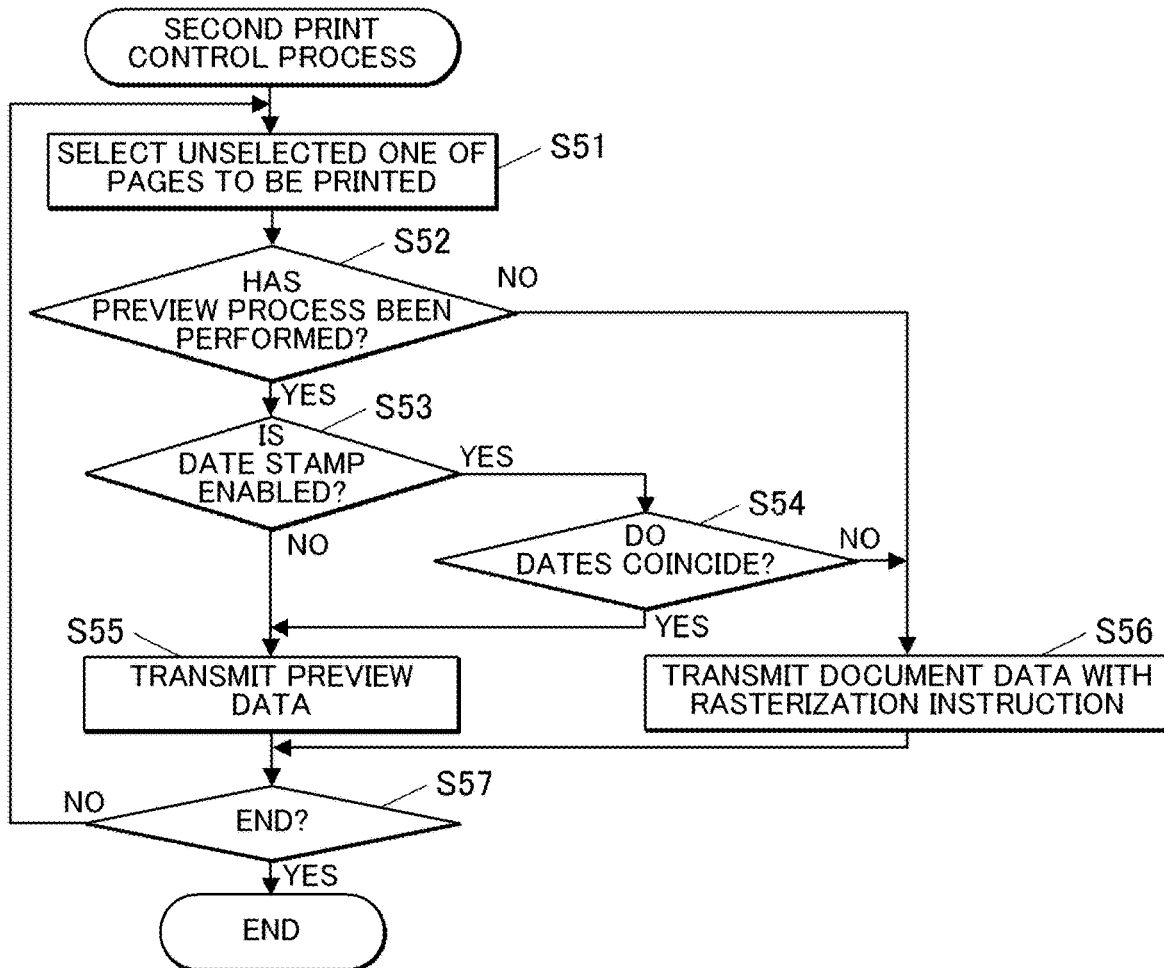 SECOND PRINT
CONTROL PROCESS
SELECT UNSELECTED ONE OF
PAGES TO BE PRINTED
S51
S52
HAS
PREVIEW PROCESS BEEN
PERFORMED?
NO
YES
S53
IS
DATE STAMP
ENABLED?
YES
NO
S54
DO
DATES COINCIDE?
NO
YES
S55
TRANSMIT PREVIEW
DATA
S56
TRANSMIT DOCUMENT DATA WITH
RASTERIZATION INSTRUCTION
S57
NO
END?
YES
END